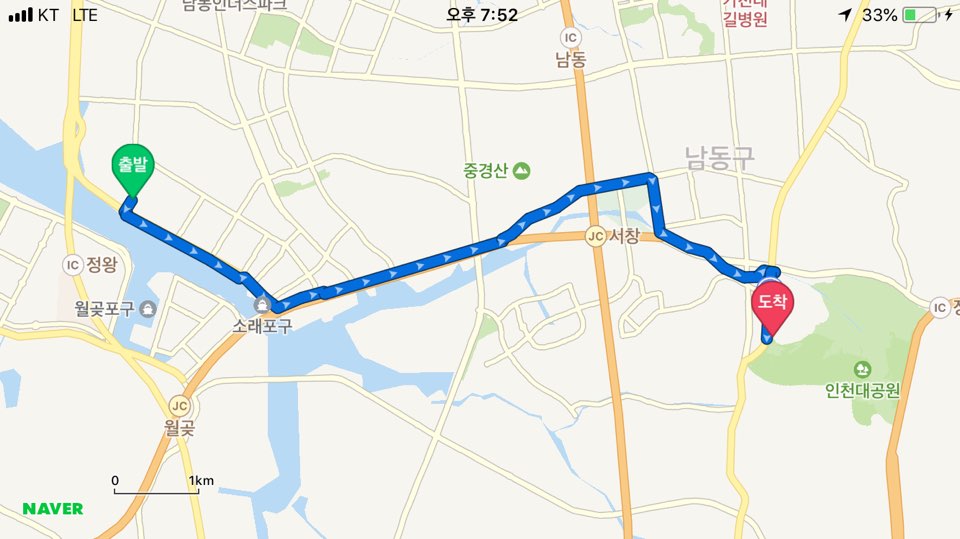 KT LTE
오후 7:52
33%
남동인더스파크
가천대
길병원
IC
남동
출발
중경산
남동구
JC 서창
IC 정왕
월곶포구
소래포구
도착
IC
인천대공원
JC
월곶
0 1km
NAVER